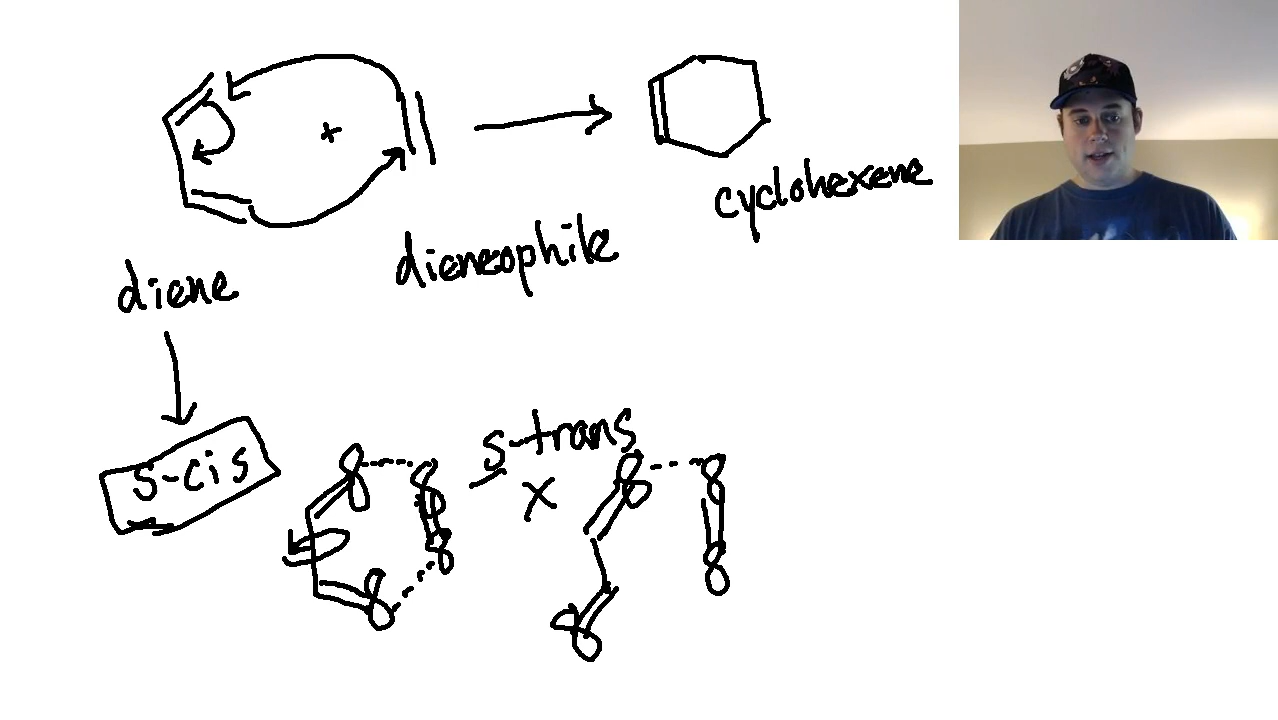 +
cyclohexene
dieneophile
diene
s-trans
s-cis
X